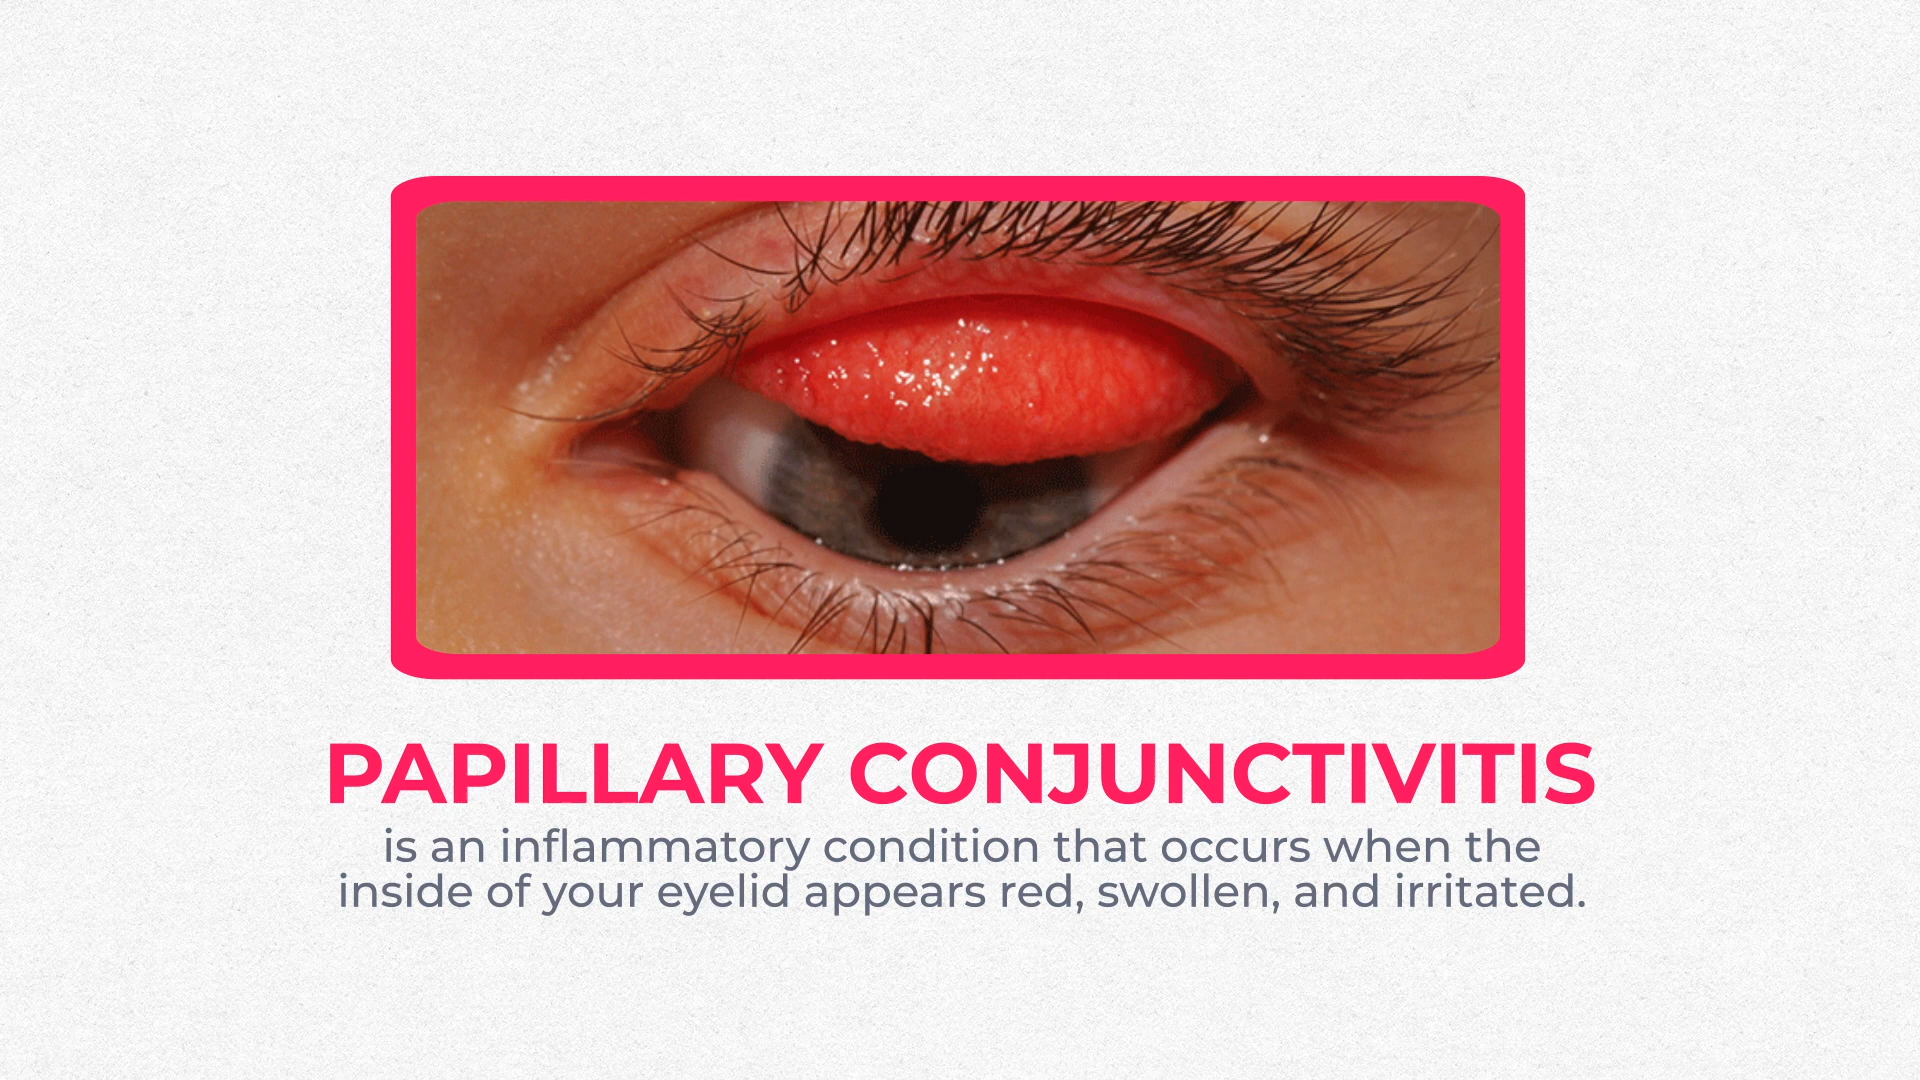 PAPILLARY CONJUNCTIVITIS
is an inflammatory condition that occurs when the
inside of your eyelid appears red, swollen, and irritated.